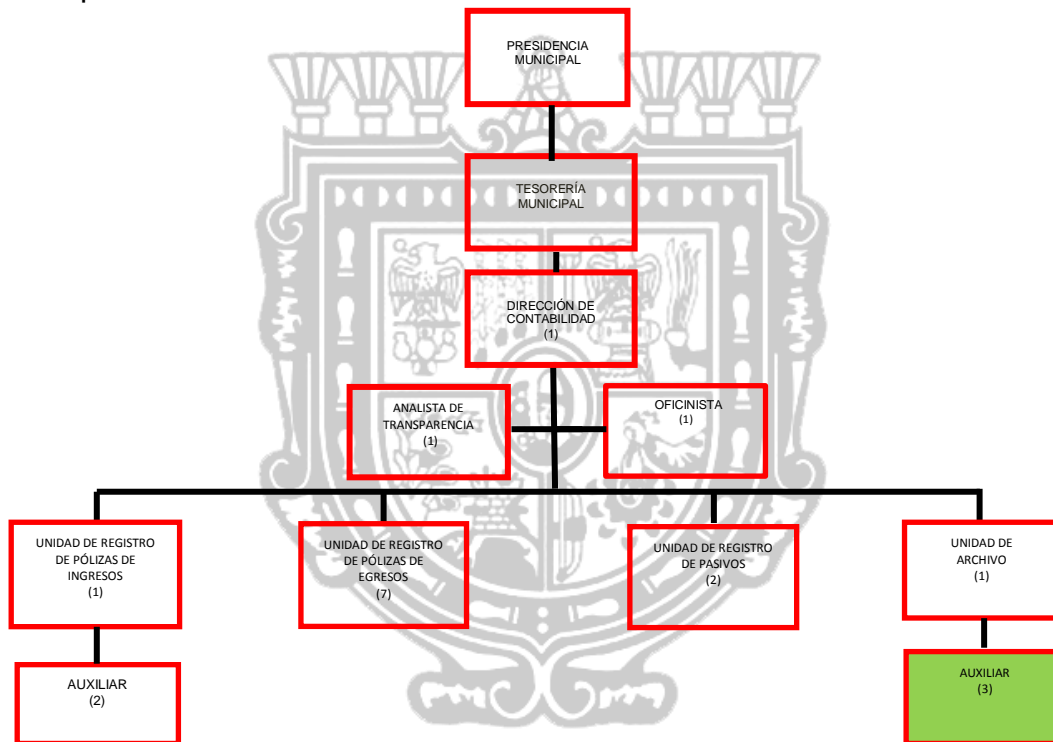 PRESIDENCIA
MUNICIPAL
TESORERÍA
MUNICIPAL
DIRECCIÓN DE
CONTABILIDAD
(1)
ANALISTA DE
TRANSPARENCIA
(1)
OFICINISTA
(1)
UNIDAD DE REGISTRO
DE PÓLIZAS DE
INGRESOS
(1)
UNIDAD DE REGISTRO
DE PÓLIZAS DE
EGRESOS
(7)
UNIDAD DE REGISTRO
DE PASIVOS
(2)
UNIDAD DE
ARCHIVO
(1)
AUXILIAR
(2)
AUXILIAR
(3)